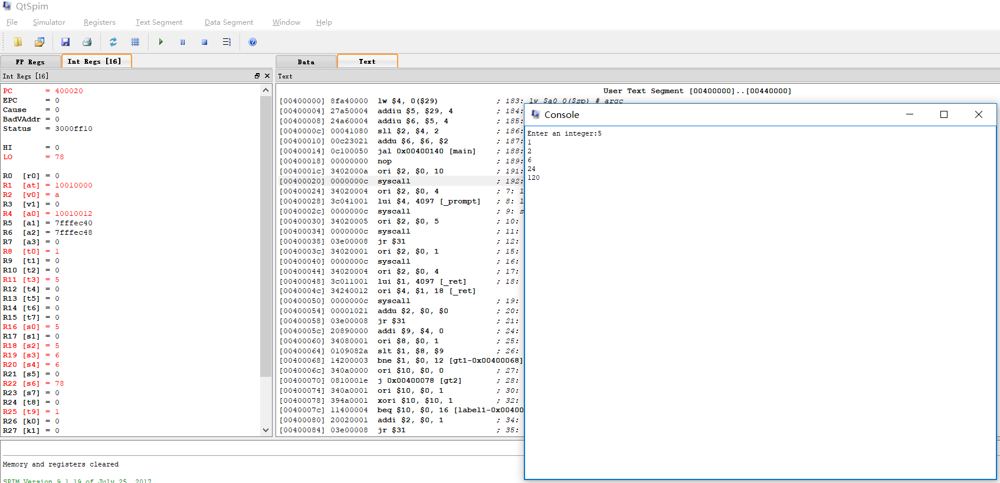 QtSpim
File Simulator Registers Text Segment Data Segment Window Help
FP Regs Int Regs [16] Data Text
Int Regs [16]
PC = 400020
EPC = 0
Cause = 0
BadVAddr = 0
Status = 3000ff10
HI = 0
LO = 78
R0 [r0] = 0
R1 [at] = 10010000
R2 [v0] = a
R3 [v1] = 0
R4 [a0] = 10010012
R5 [a1] = 7fffec40
R6 [a2] = 7fffec48
R7 [a3] = 0
R8 [t0] = 1
R9 [t1] = 0
R10 [t2] = 0
R11 [t3] = 5
R12 [t4] = 0
R13 [t5] = 0
R14 [t6] = 0
R15 [t7] = 0
R16 [s0] = 5
R17 [s1] = 0
R18 [s2] = 5
R19 [s3] = 6
R20 [s4] = 6
R21 [s5] = 0
R22 [s6] = 78
R23 [s7] = 0
R24 [t8] = 0
R25 [t9] = 1
R26 [k0] = 0
R27 [k1] = 0
Text
User Text Segment [00400000]..[00440000]
[00400000] 8fa40000 lw $4, 0($29) ; 183: lw $a0 0($sp) # argc
[00400004] 27a50004 addiu $5, $29, 4 ; 184:
[00400008] 24a60004 addiu $6, $5, 4 ; 185:
[0040000c] 00041080 sll $2, $4, 2 ; 186:
[00400010] 00c23021 addu $6, $6, $2 ; 187:
[00400014] 0c100050 jal 0x00400140 [main] ; 188:
[00400018] 00000000 nop ; 189:
[0040001c] 3402000a ori $2, $0, 10 ; 191:
[00400020] 0000000c syscall ; 192:
[00400024] 34020004 ori $2, $0, 4 ; 7: l
[00400028] 3c041001 lui $4, 4097 [_prompt] ; 8: l
[0040002c] 0000000c syscall ; 9: s
[00400030] 34020005 ori $2, $0, 5 ; 10:
[00400034] 0000000c syscall ; 11:
[00400038] 03e00008 jr $31 ; 12:
[0040003c] 34020001 ori $2, $0, 1 ; 15:
[00400040] 0000000c syscall ; 16:
[00400044] 34020004 ori $2, $0, 4 ; 17:
[00400048] 3c011001 lui $1, 4097 [_ret] ; 18:
[0040004c] 34240012 ori $4, $1, 18 [_ret]
[00400050] 0000000c syscall ; 19:
[00400054] 00001021 addu $2, $0, $0 ; 20:
[00400058] 03e00008 jr $31 ; 21:
[0040005c] 20890000 addi $9, $4, 0 ; 24:
[00400060] 34080001 ori $8, $0, 1 ; 25:
[00400064] 0109082a slt $1, $8, $9 ; 26:
[00400068] 14200003 bne $1, $0, 12 [gt1-0x00400068]
[0040006c] 340a0000 ori $10, $0, 0 ; 27:
[00400070] 0810001e j 0x00400078 [gt2] ; 28:
[00400074] 340a0001 ori $10, $0, 1 ; 30:
[00400078] 394a0001 xori $10, $10, 1 ; 32:
[0040007c] 11400004 beq $10, $0, 16 [label1-0x00400
[00400080] 20020001 addi $2, $0, 1 ; 34:
[00400084] 03e00008 jr $31 ; 35:
Console
Enter an integer:5
1
2
6
24
120
Memory and registers cleared
SPIM Version 9.1.19 of July 25, 2017